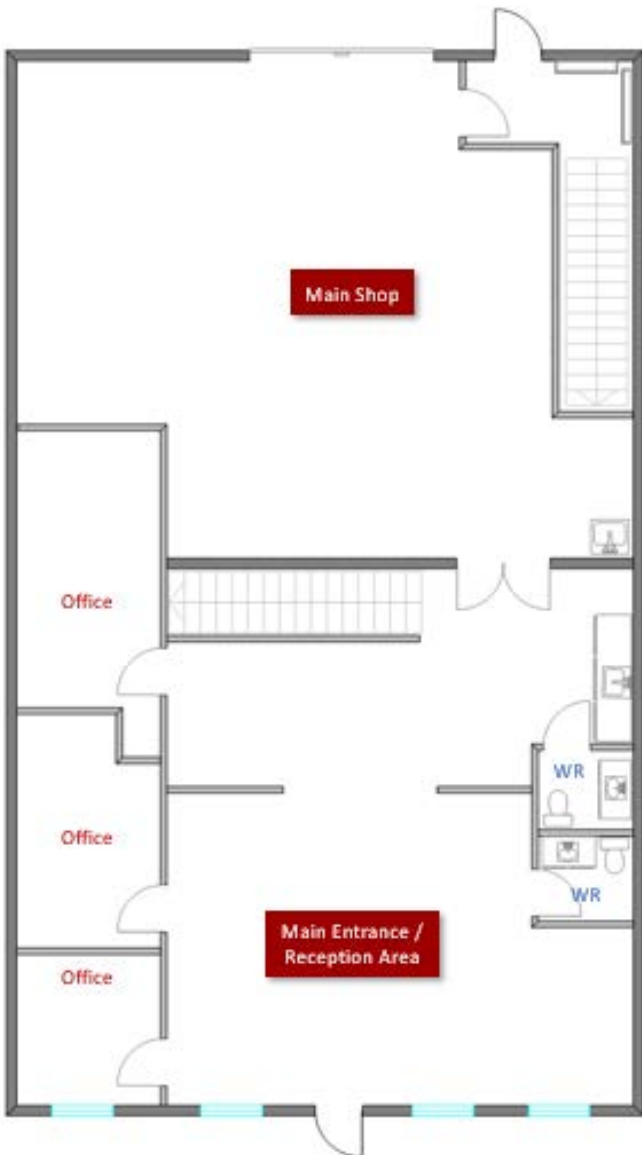 Main Shop
Office
WR
Office
WR
Main Entrance /
Reception Area
Office